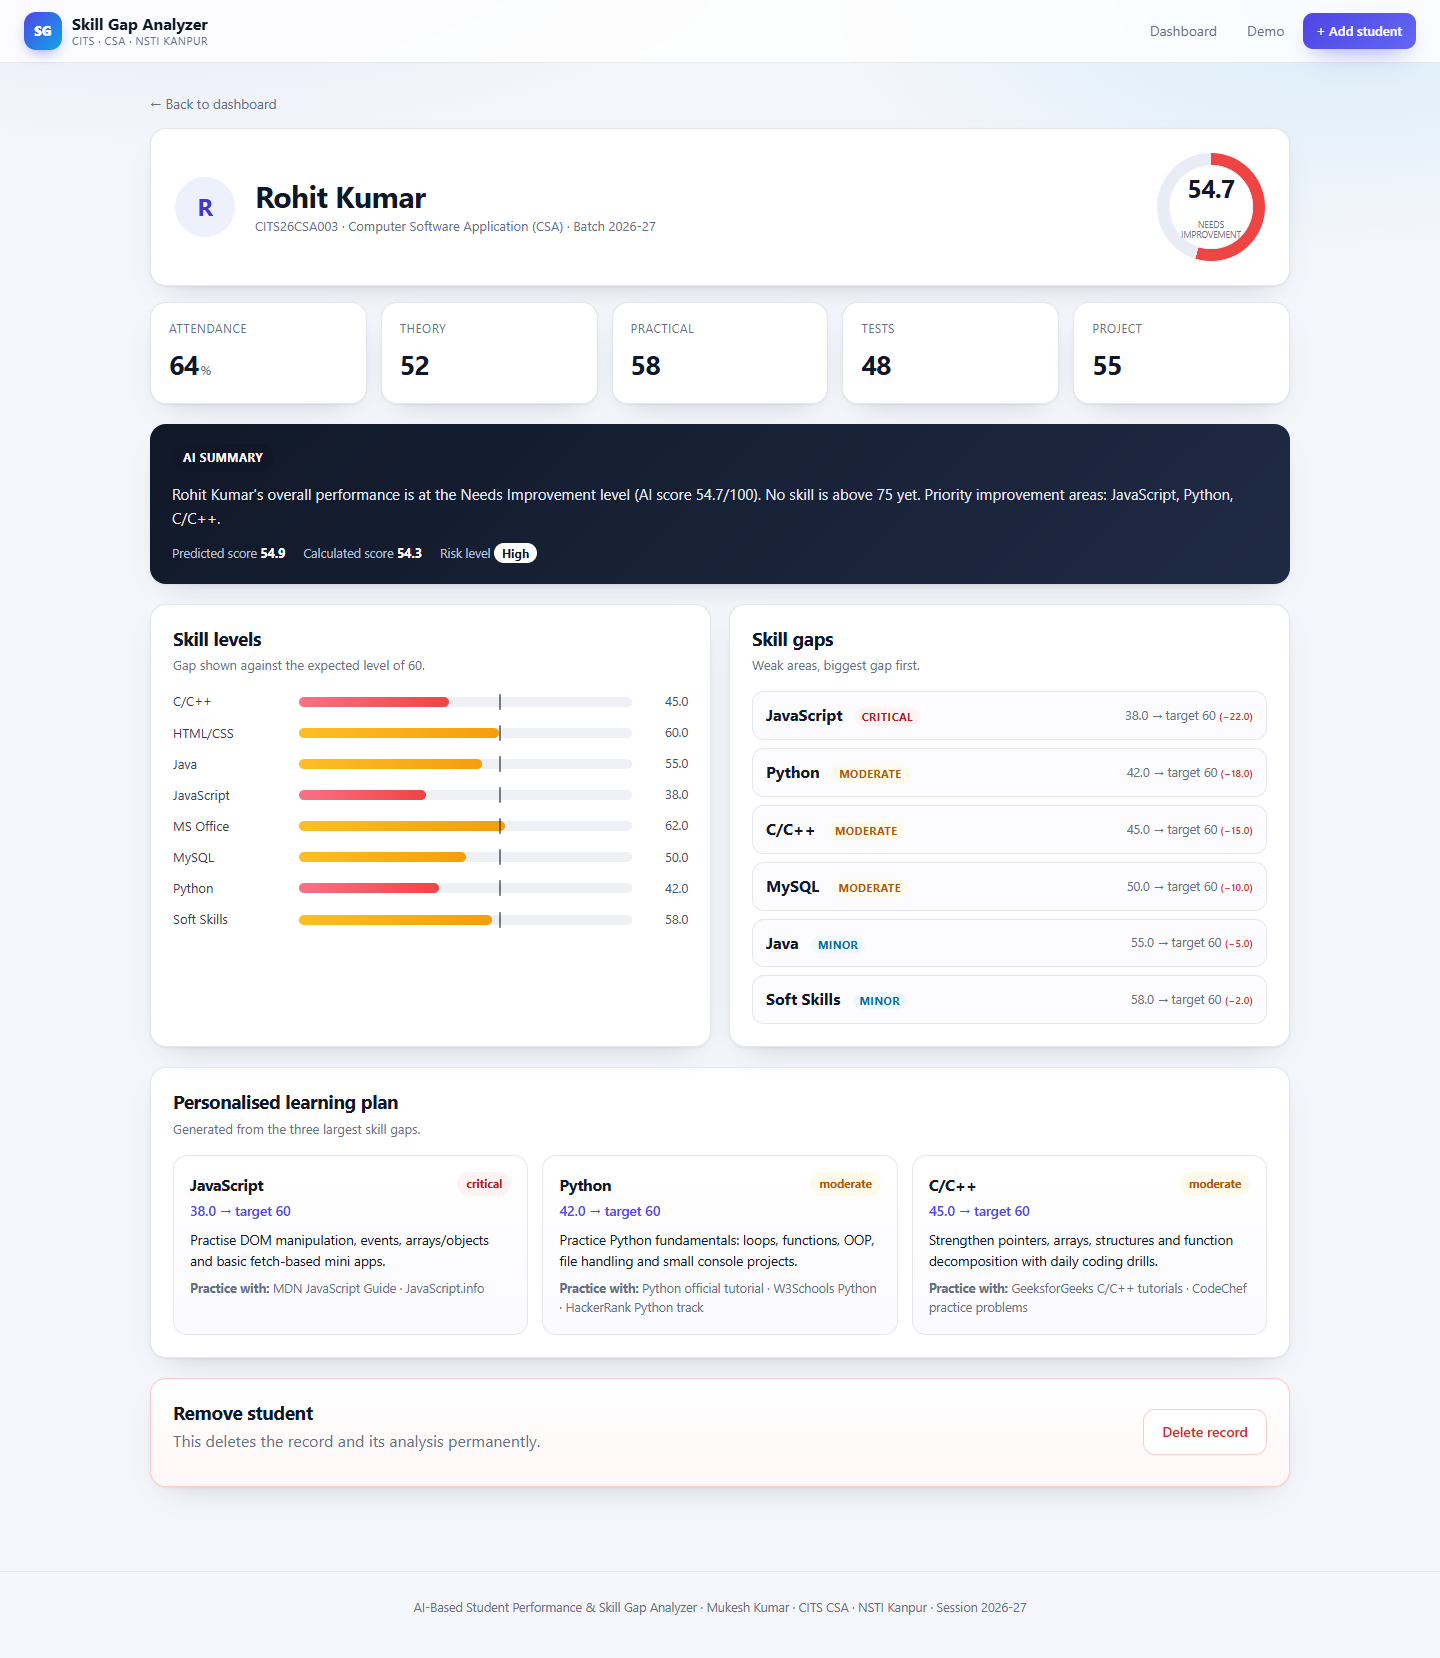 SG
Skill Gap Analyzer
CITS · CSA · NSTI KANPUR
Dashboard
Demo
+ Add student
← Back to dashboard
R
Rohit Kumar
CITS26CSA003 · Computer Software Application (CSA) · Batch 2026-27
54.7
NEEDS
IMPROVEMENT
ATTENDANCE
64%
THEORY
52
PRACTICAL
58
TESTS
48
PROJECT
55
AI SUMMARY
Rohit Kumar's overall performance is at the Needs Improvement level (AI score 54.7/100). No skill is above 75 yet. Priority improvement areas: JavaScript, Python,
C/C++.
Predicted score 54.9 Calculated score 54.3 Risk level High
Skill levels
Gap shown against the expected level of 60.
C/C++ 45.0
HTML/CSS 60.0
Java 55.0
JavaScript 38.0
MS Office 62.0
MySQL 50.0
Python 42.0
Soft Skills 58.0
Skill gaps
Weak areas, biggest gap first.
JavaScript CRITICAL 38.0 → target 60 (−22.0)
Python MODERATE 42.0 → target 60 (−18.0)
C/C++ MODERATE 45.0 → target 60 (−15.0)
MySQL MODERATE 50.0 → target 60 (−10.0)
Java MINOR 55.0 → target 60 (−5.0)
Soft Skills MINOR 58.0 → target 60 (−2.0)
Personalised learning plan
Generated from the three largest skill gaps.
JavaScript critical
38.0 → target 60
Practise DOM manipulation, events, arrays/objects
and basic fetch-based mini apps.
Practice with: MDN JavaScript Guide · JavaScript.info
Python moderate
42.0 → target 60
Practice Python fundamentals: loops, functions, OOP,
file handling and small console projects.
Practice with: Python official tutorial · W3Schools Python
· HackerRank Python track
C/C++ moderate
45.0 → target 60
Strengthen pointers, arrays, structures and function
decomposition with daily coding drills.
Practice with: GeeksforGeeks C/C++ tutorials · CodeChef
practice problems
Remove student
This deletes the record and its analysis permanently.
Delete record
AI-Based Student Performance & Skill Gap Analyzer · Mukesh Kumar · CITS CSA · NSTI Kanpur · Session 2026-27